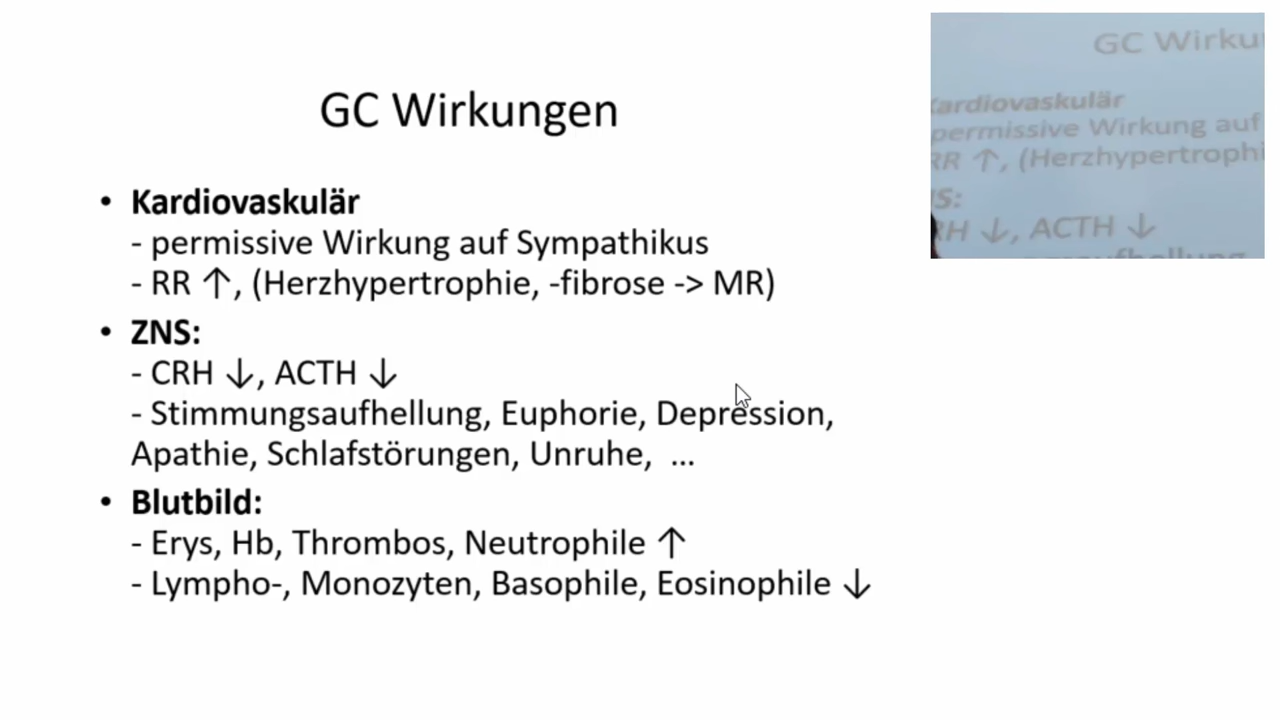 GC Wirkungen
• Kardiovaskulär
- permissive Wirkung auf Sympathikus
- RR ↑, (Herzhypertrophie, -fibrose -> MR)
• ZNS:
- CRH ↓, ACTH ↓
- Stimmungsaufhellung, Euphorie, Depression,
Apathie, Schlafstörungen, Unruhe, ...
• Blutbild:
- Erys, Hb, Thrombos, Neutrophile ↑
- Lympho-, Monozyten, Basophile, Eosinophile ↓
GC Wirku
Kardiovaskulär
permissive Wirkung auf
RR ↑, (Herzhypertrophi
S:
RH ↓, ACTH ↓